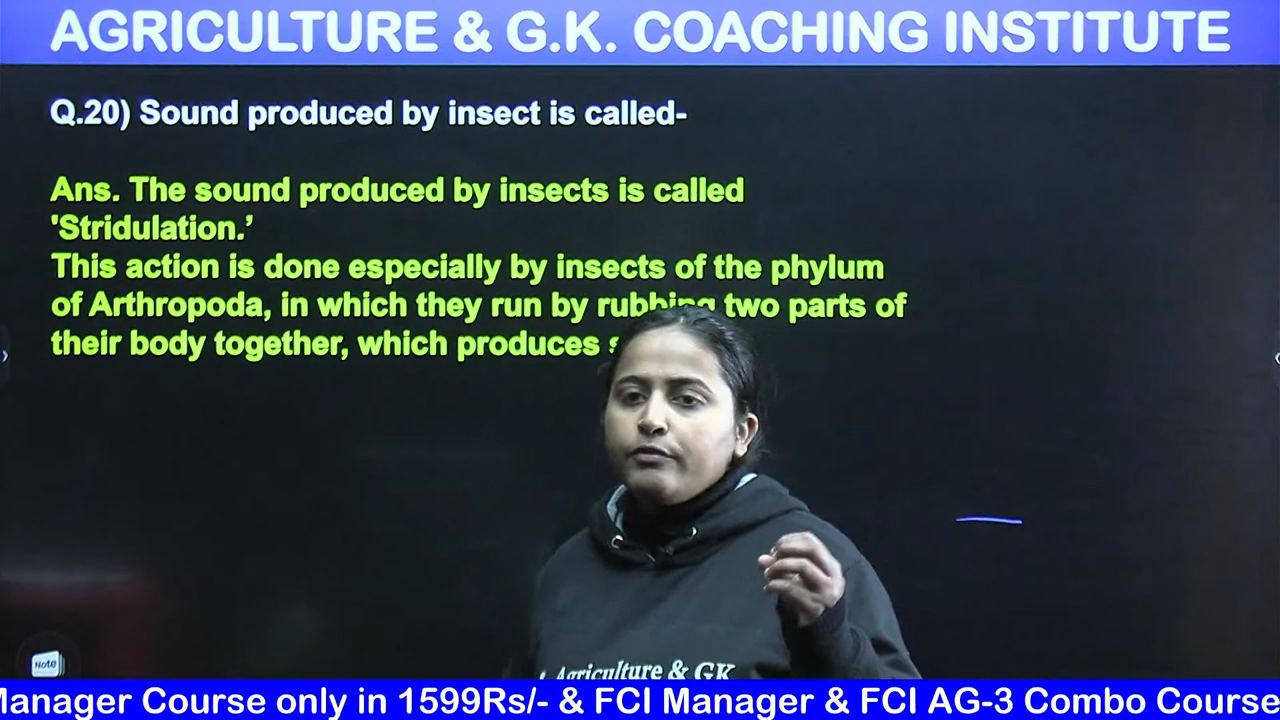 AGRICULTURE & G.K. COACHING INSTITUTE
Q.20) Sound produced by insect is called-
Ans. The sound produced by insects is called
'Stridulation.’
This action is done especially by insects of the phylum
of Arthropoda, in which they run by rubbing two parts of
their body together, which produces
Agriculture & GK
Note
Manager Course only in 1599Rs/- & FCI Manager & FCI AG-3 Combo Course